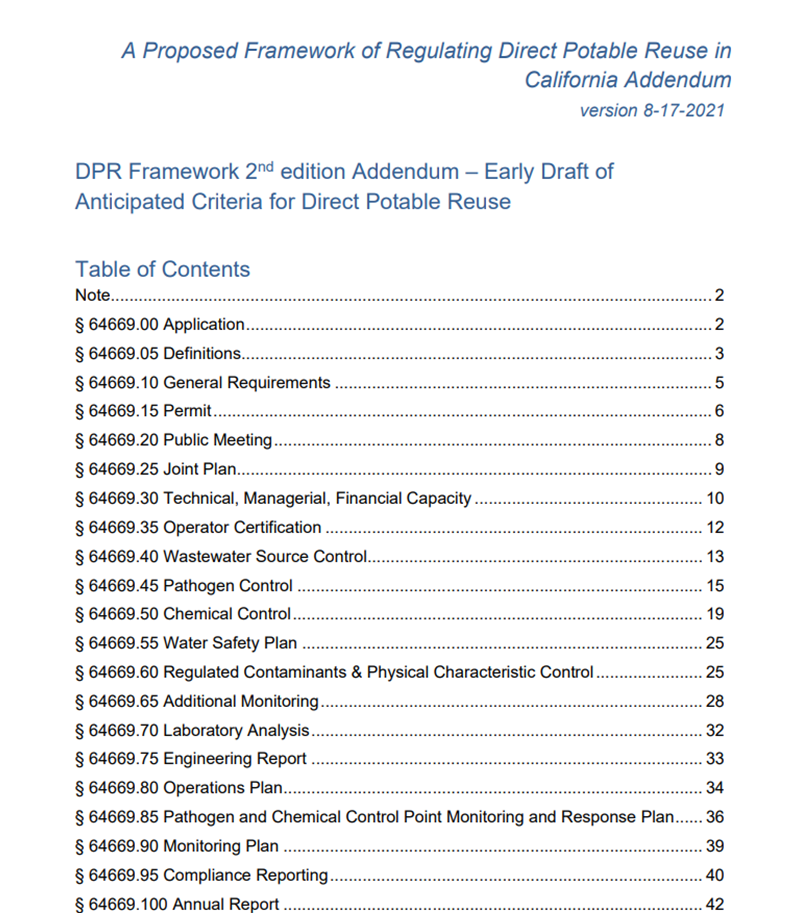 A Proposed Framework of Regulating Direct Potable Reuse in
California Addendum
version 8-17-2021
DPR Framework 2nd edition Addendum – Early Draft of
Anticipated Criteria for Direct Potable Reuse
Table of Contents
Note.......................................................................................................2
§ 64669.00 Application..........................................................................2
§ 64669.05 Definitions...........................................................................3
§ 64669.10 General Requirements .......................................................5
§ 64669.15 Permit..................................................................................6
§ 64669.20 Public Meeting.....................................................................8
§ 64669.25 Joint Plan.............................................................................9
§ 64669.30 Technical, Managerial, Financial Capacity ........................10
§ 64669.35 Operator Certification ........................................................12
§ 64669.40 Wastewater Source Control................................................13
§ 64669.45 Pathogen Control ..............................................................15
§ 64669.50 Chemical Control................................................................19
§ 64669.55 Water Safety Plan .............................................................25
§ 64669.60 Regulated Contaminants & Physical Characteristic Control.............25
§ 64669.65 Additional Monitoring..........................................................28
§ 64669.70 Laboratory Analysis............................................................32
§ 64669.75 Engineering Report ...........................................................33
§ 64669.80 Operations Plan..................................................................34
§ 64669.85 Pathogen and Chemical Control Point Monitoring and Response Plan......36
§ 64669.90 Monitoring Plan .................................................................39
§ 64669.95 Compliance Reporting........................................................40
§ 64669.100 Annual Report .................................................................42